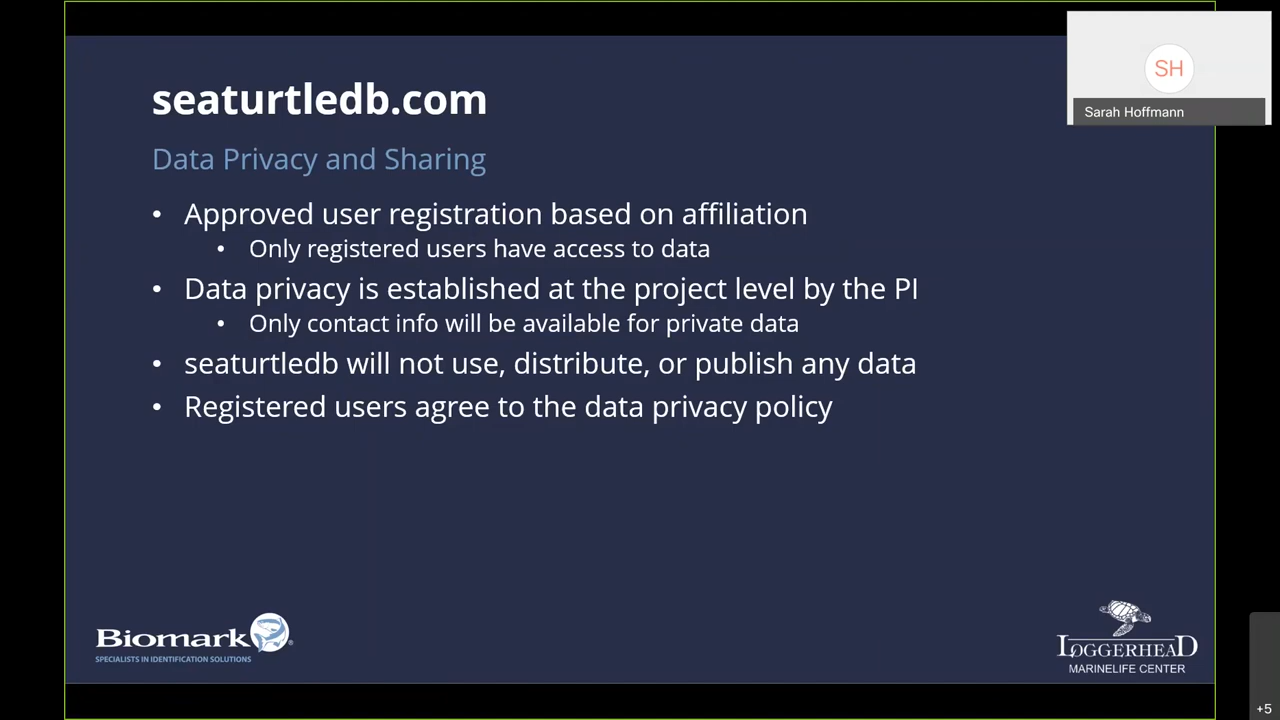 seaturtledb.com
SH
Sarah Hoffmann
Data Privacy and Sharing
• Approved user registration based on affiliation
• Only registered users have access to data
• Data privacy is established at the project level by the PI
• Only contact info will be available for private data
• seaturtledb will not use, distribute, or publish any data
• Registered users agree to the data privacy policy
Biomark®
SPECIALISTS IN IDENTIFICATION SOLUTIONS
LOGGERHEAD
MARINELIFE CENTER
+5